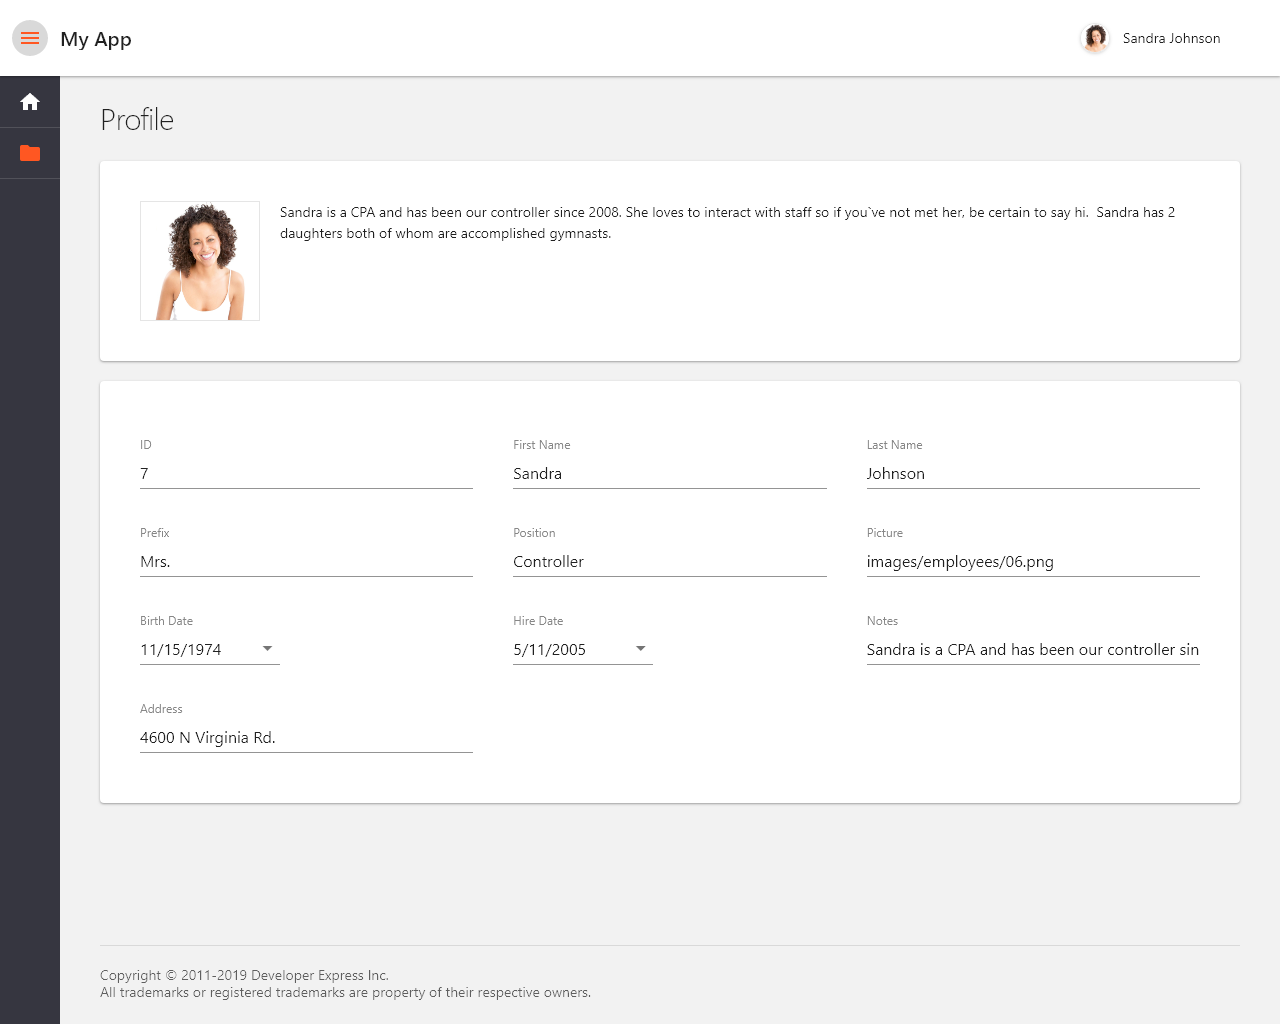 My App
Sandra Johnson
Profile
Sandra is a CPA and has been our controller since 2008. She loves to interact with staff so if you`ve not met her, be certain to say hi.  Sandra has 2
daughters both of whom are accomplished gymnasts.
ID
First Name
Last Name
7
Sandra
Johnson
Prefix
Position
Picture
Mrs.
Controller
images/employees/06.png
Birth Date
Hire Date
Notes
11/15/1974
5/11/2005
Sandra is a CPA and has been our controller sin
Address
4600 N Virginia Rd.
Copyright © 2011-2019 Developer Express Inc.
All trademarks or registered trademarks are property of their respective owners.